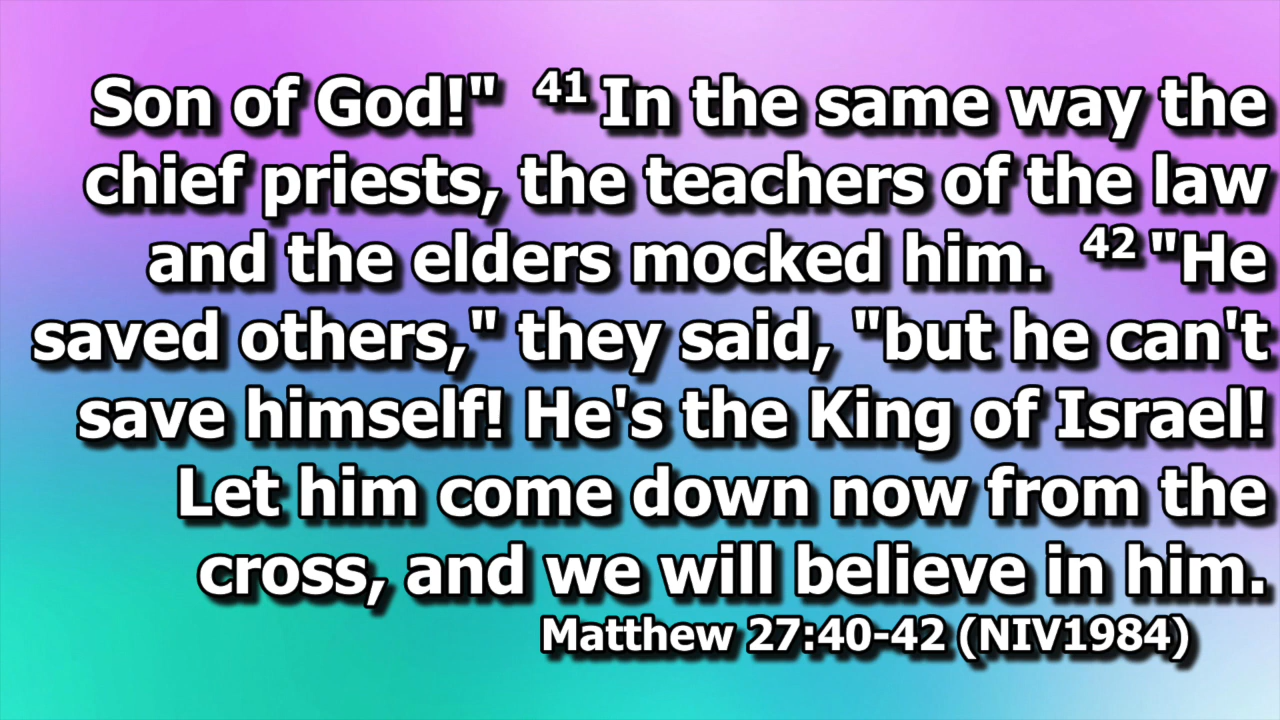 Son of God!" 41 In the same way the
chief priests, the teachers of the law
and the elders mocked him. 42 "He
saved others," they said, "but he can't
save himself! He's the King of Israel!
Let him come down now from the
cross, and we will believe in him.
Matthew 27:40-42 (NIV1984)